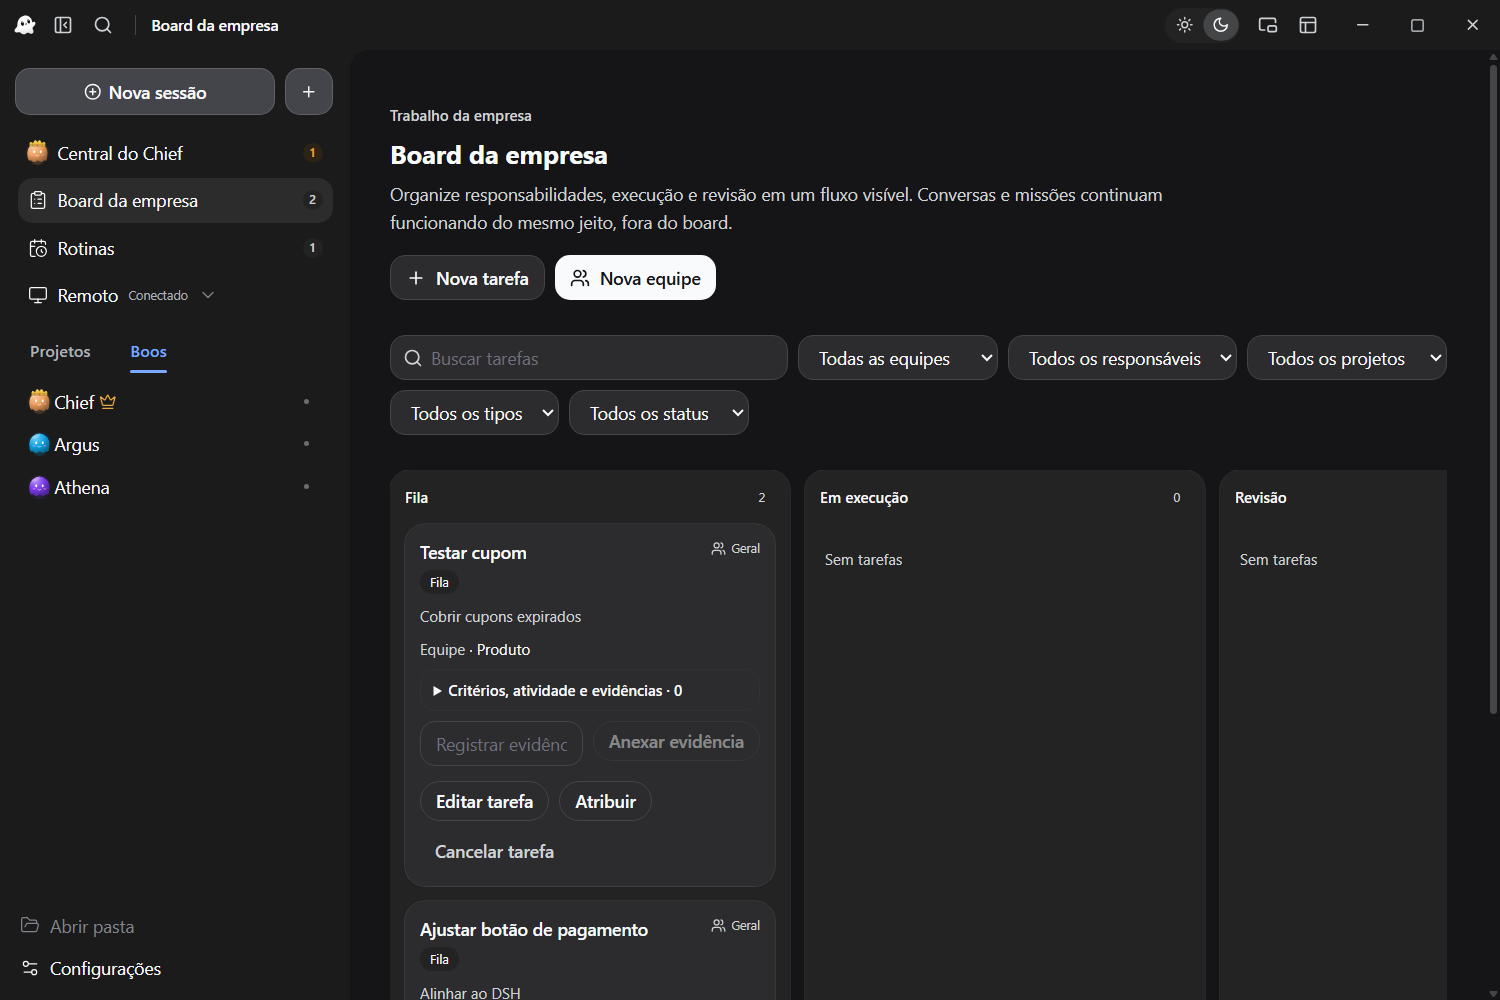 Board da empresa
Nova sessão
Central do Chief 1
Board da empresa 2
Rotinas 1
Remoto Conectado
Projetos Boos
Chief
Argus
Athena
Abrir pasta
Configurações
Trabalho da empresa
Board da empresa
Organize responsabilidades, execução e revisão em um fluxo visível. Conversas e missões continuam
funcionando do mesmo jeito, fora do board.
Nova tarefa Nova equipe
Buscar tarefas Todas as equipes Todos os responsáveis Todos os projetos
Todos os tipos Todos os status
Fila 2
Testar cupom Geral
Fila
Cobrir cupons expirados
Equipe · Produto
Critérios, atividade e evidências · 0
Registrar evidênc Anexar evidência
Editar tarefa Atribuir
Cancelar tarefa
Ajustar botão de pagamento Geral
Fila
Alinhar ao DSH
Em execução 0
Sem tarefas
Revisão
Sem tarefas